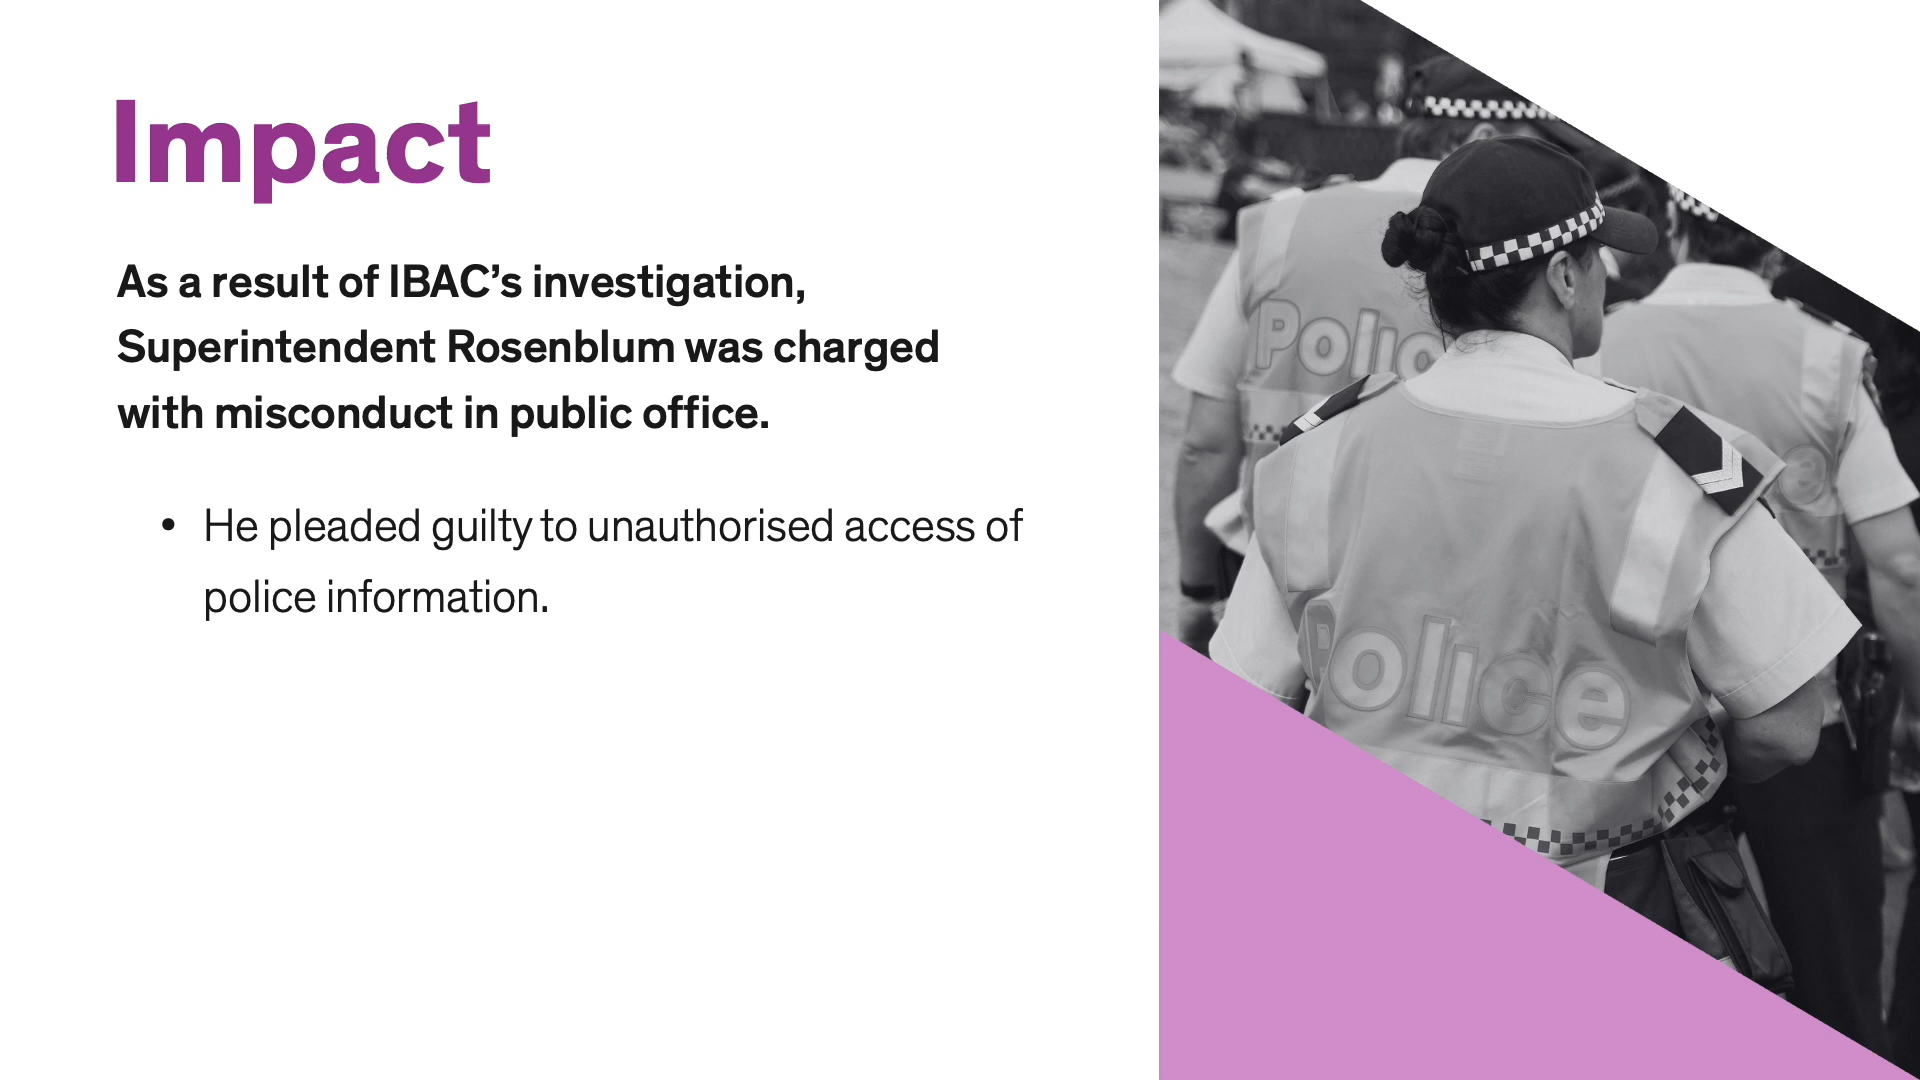 Impact
As a result of IBAC’s investigation,
Superintendent Rosenblum was charged
with misconduct in public office.
• He pleaded guilty to unauthorised access of
police information.
Polic
Police
e